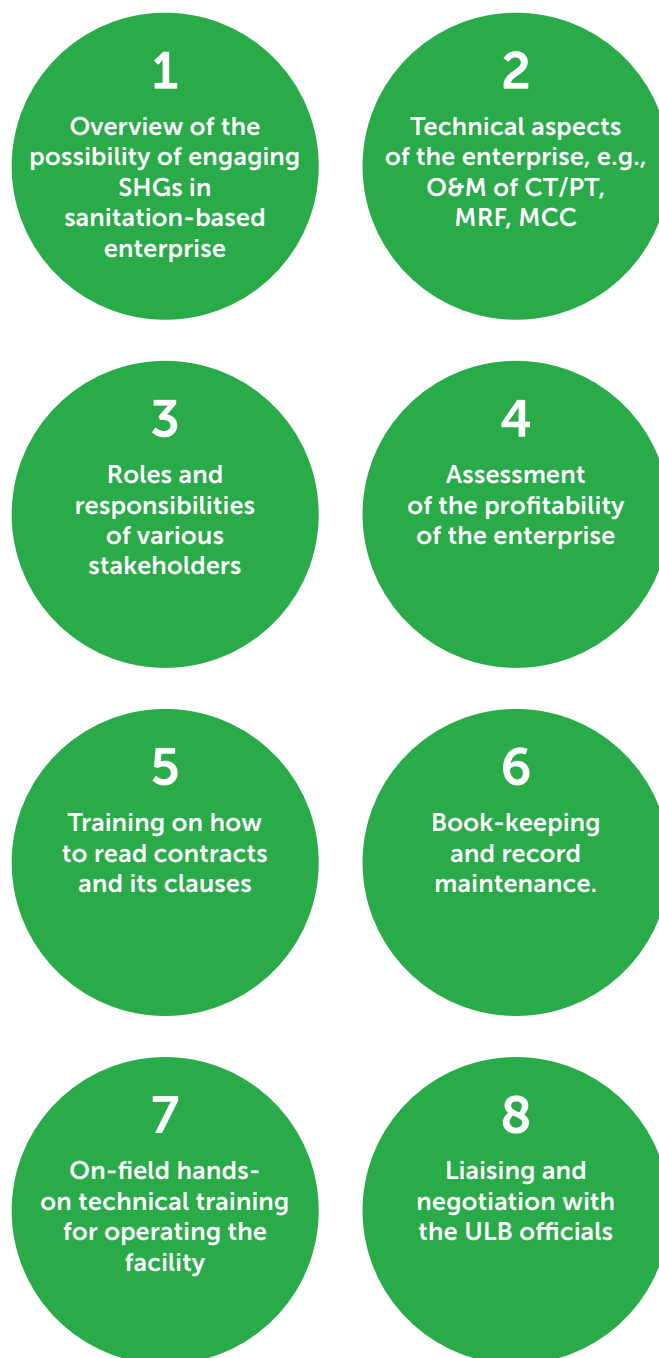 1
Overview of the
possibility of engaging
SHGs in
sanitation-based
enterprise
2
Technical aspects
of the enterprise, e.g.,
O&M of CT/PT,
MRF, MCC
3
Roles and
responsibilities
of various
stakeholders
4
Assessment
of the profitability
of the enterprise
5
Training on how
to read contracts
and its clauses
6
Book-keeping
and record
maintenance.
7
On-field hands-
on technical training
for operating the
facility
8
Liaising and
negotiation with
the ULB officials